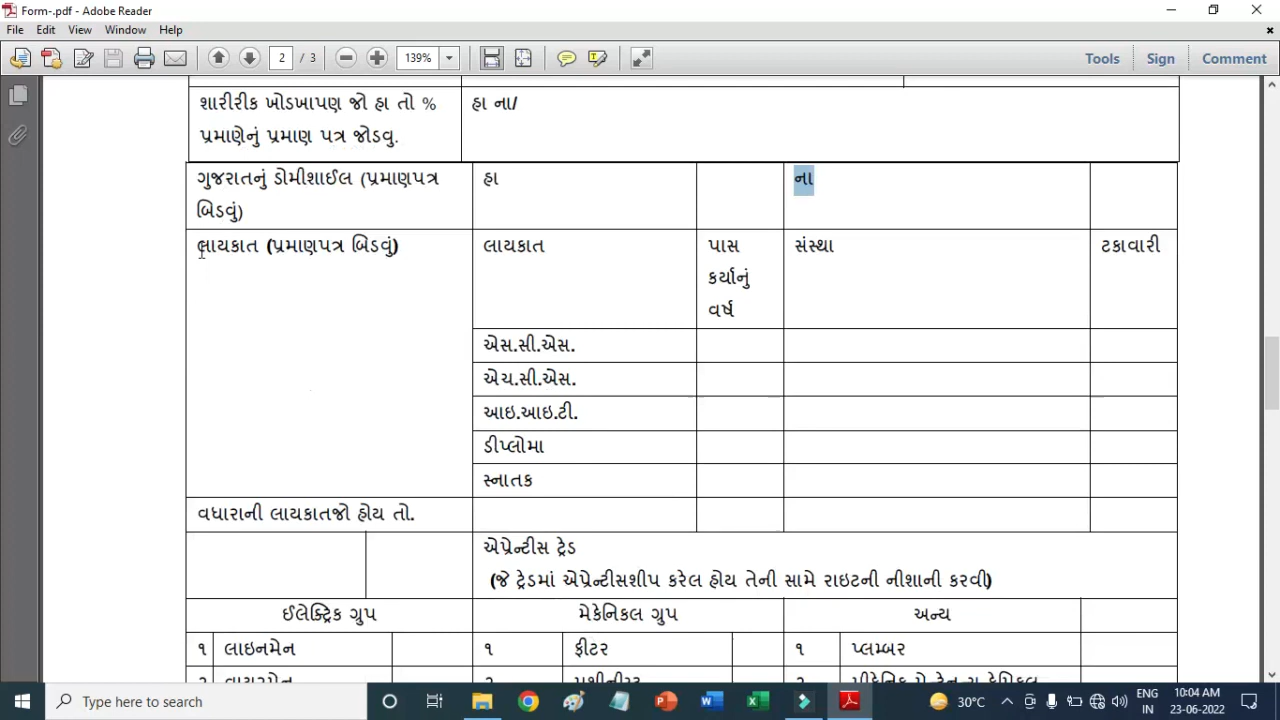 Form-.pdf - Adobe Reader
File Edit View Window Help
2 / 3 139% Tools Sign Comment
શારીરીક ખોડખાપણ જો હા તો %
પ્રમાણેનું પ્રમાણ પત્ર જોડવુ.
હા ના/
ગુજરાતનું ડોમીશાઈલ (પ્રમાણપત્ર
બિડવું)
હા
ના
લાયકાત (પ્રમાણપત્ર બિડવું)
લાયકાત
પાસ
કર્યાનું
વર્ષ
સંસ્થા
ટકાવારી
એસ.સી.એસ.
એચ.સી.એસ.
આઇ.આઇ.ટી.
ડીપ્લોમા
સ્નાતક
વધારાની લાયકાતજો હોય તો.
એપ્રેન્ટીસ ટ્રેડ
(જે ટ્રેડમાં એપ્રેન્ટીસશીપ કરેલ હોય તેની સામે રાઇટની નીશાની કરવી)
ઈલેક્ટ્રિક ગ્રુપ મેકેનિકલ ગ્રુપ અન્ય
૧ લાઇનમેન ૧ ફીટર ૧ પ્લમ્બર
Type here to search
30°C
ENG
IN
10:04 AM
23-06-2022